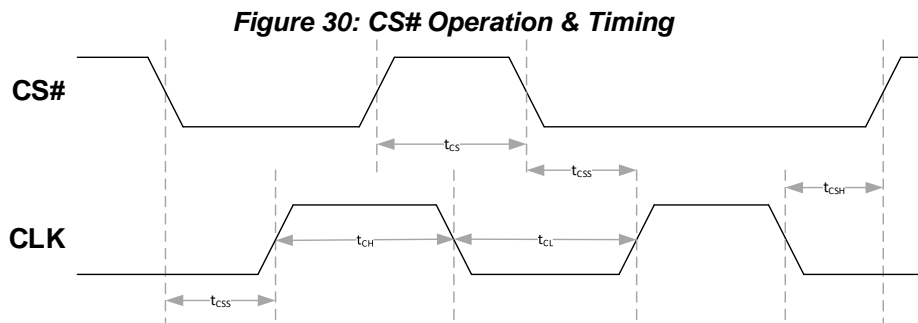 Figure 30: CS# Operation & Timing
CS#
tCS
tCSS
tCSH
CLK
tCH
tCL
tCSS